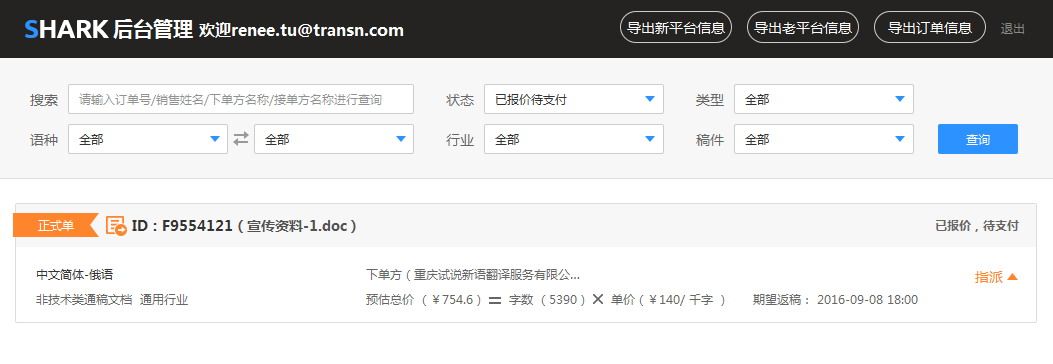 SHARK 后台管理 欢迎renee.tu@transn.com 导出新平台信息 导出老平台信息 导出订单信息 退出
搜索 请输入订单号/销售姓名/下单方名称/接单方名称进行查询 状态 已报价待支付 类型 全部
语种 全部 全部 行业 全部 稿件 全部 查询
正式单 ID：F9554121（宣传资料-1.doc） 已报价，待支付
中文简体-俄语 下单方（重庆试说新语翻译服务有限公... 指派
非技术类通稿文档 通用行业 预估总价（￥754.6）= 字数（5390）× 单价（￥140/ 千字 ） 期望返稿： 2016-09-08 18:00